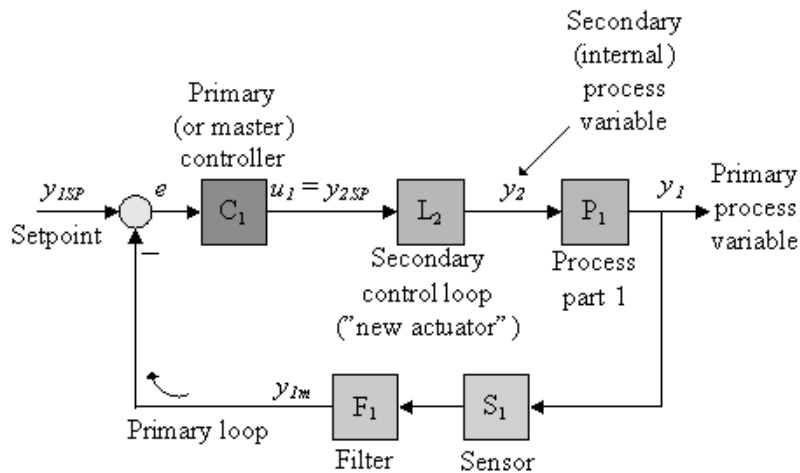 Secondary
(internal)
process
variable
Primary
(or master)
controller
y1SP
e
C1
u1 = y2SP
L2
y2
P1
y1
Primary
process
variable
Setpoint
−
Secondary
control loop
("new actuator")
Process
part 1
y1m
F1
S1
Primary loop
Filter
Sensor